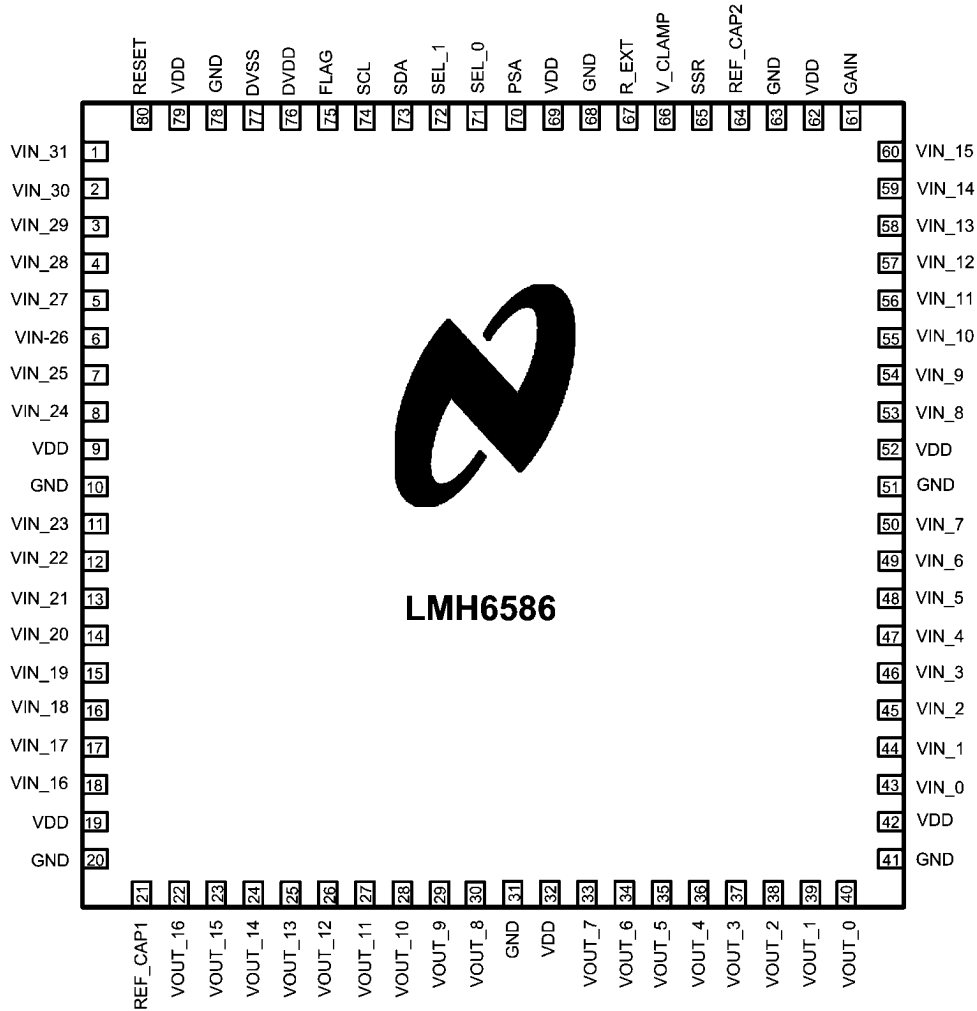 RESET VDD GND DVSS DVDD FLAG SCL SDA SEL_1 SEL_0 PSA VDD GND R_EXT V_CLAMP SSR REF_CAP2 GND VDD GAIN
80 79 78 77 76 75 74 73 72 71 70 69 68 67 66 65 64 63 62 61
VIN_31 1 60 VIN_15
VIN_30 2 59 VIN_14
VIN_29 3 58 VIN_13
VIN_28 4 57 VIN_12
VIN_27 5 56 VIN_11
VIN-26 6 55 VIN_10
VIN_25 7 54 VIN_9
VIN_24 8 53 VIN_8
VDD 9 52 VDD
GND 10 51 GND
VIN_23 11 50 VIN_7
VIN_22 12 49 VIN_6
VIN_21 13 48 VIN_5
LMH6586
VIN_20 14 47 VIN_4
VIN_19 15 46 VIN_3
VIN_18 16 45 VIN_2
VIN_17 17 44 VIN_1
VIN_16 18 43 VIN_0
VDD 19 42 VDD
GND 20 41 GND
21 22 23 24 25 26 27 28 29 30 31 32 33 34 35 36 37 38 39 40
REF_CAP1 VOUT_16 VOUT_15 VOUT_14 VOUT_13 VOUT_12 VOUT_11 VOUT_10 VOUT_9 VOUT_8 GND VDD VOUT_7 VOUT_6 VOUT_5 VOUT_4 VOUT_3 VOUT_2 VOUT_1 VOUT_0